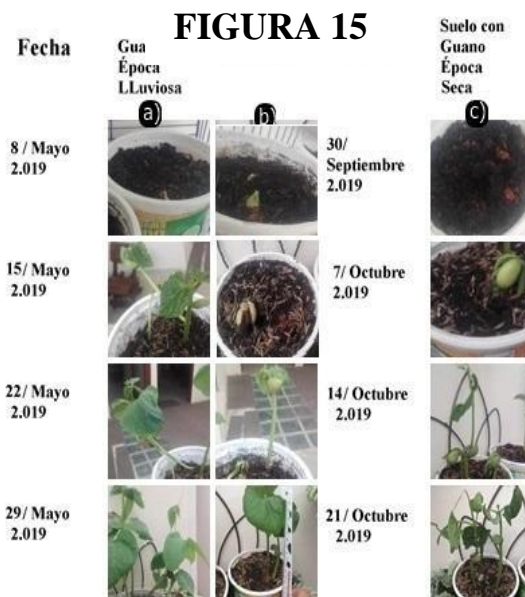 FIGURA 15
Fecha
Gua
Época
LLuviosa
Suelo con
Guano
Época
Seca
a)
b)
c)
8/ Mayo
2.019
30/
Septiembre
2.019
15/ Mayo
2.019
7/ Octubre
2.019
22/ Mayo
2.019
14/ Octubre
2.019
29/ Mayo
2.019
21/ Octubre
2.019